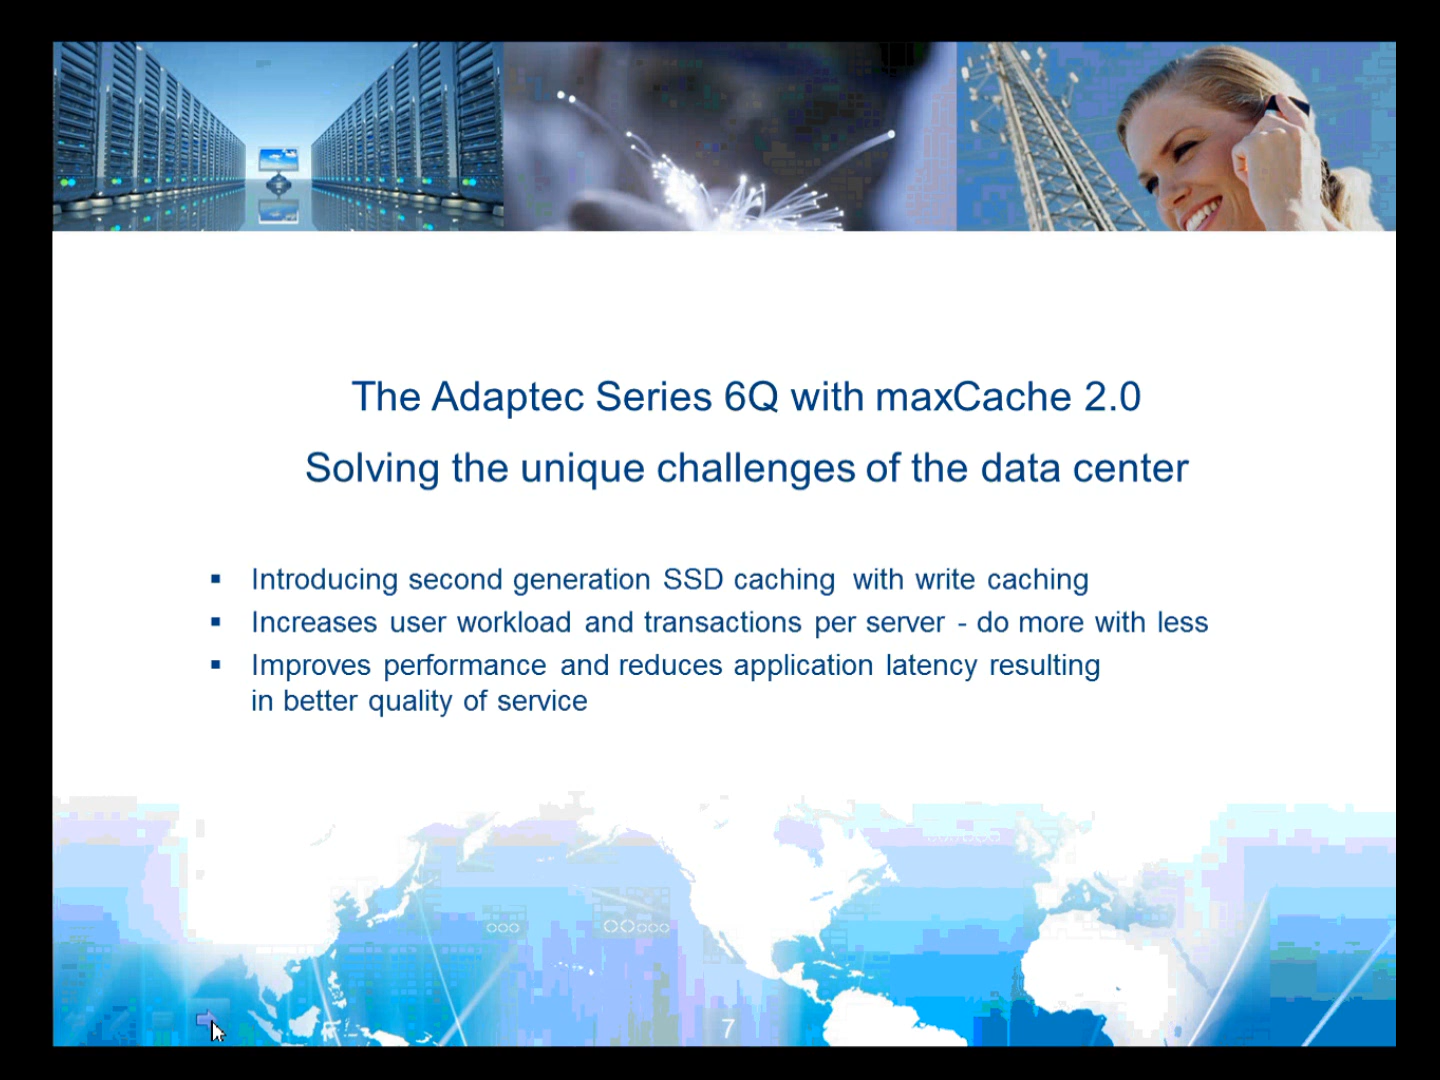 The Adaptec Series 6Q with maxCache 2.0
Solving the unique challenges of the data center
▪ Introducing second generation SSD caching with write caching
▪ Increases user workload and transactions per server - do more with less
▪ Improves performance and reduces application latency resulting
in better quality of service
7